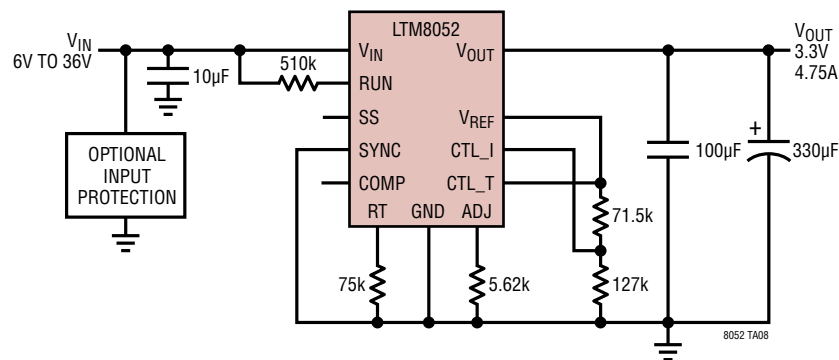 LTM8052
V_IN
6V TO 36V
10µF
510k
V_IN
RUN
SS
SYNC
COMP
RT
GND
ADJ
V_OUT
V_REF
CTL_I
CTL_T
V_OUT
3.3V
4.75A
OPTIONAL
INPUT
PROTECTION
100µF
+
330µF
71.5k
75k
5.62k
127k
8052 TA08